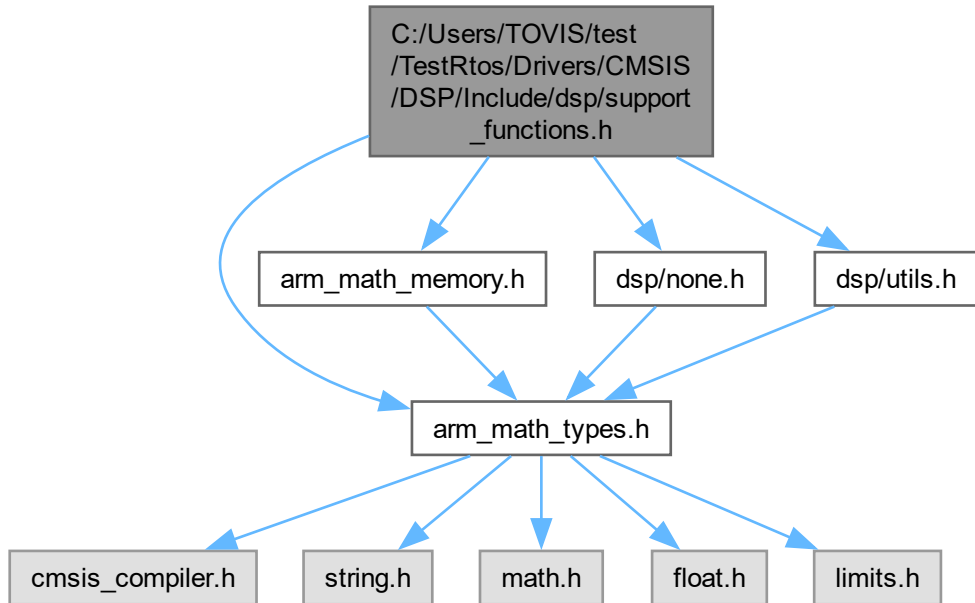 C:/Users/TOVIS/test
/TestRtos/Drivers/CMSIS
/DSP/Include/dsp/support
_functions.h
arm_math_memory.h
dsp/none.h
dsp/utils.h
arm_math_types.h
cmsis_compiler.h
string.h
math.h
float.h
limits.h